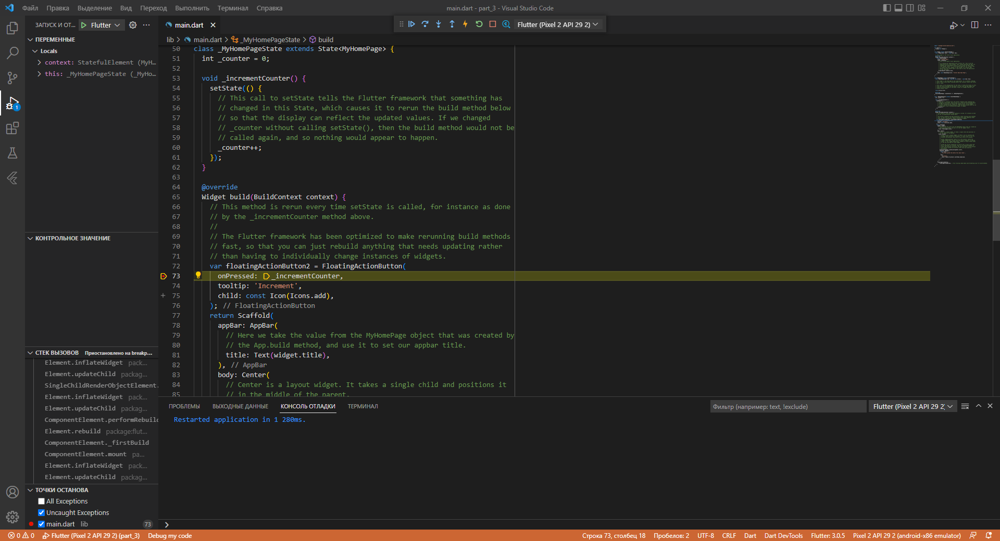 Файл Правка Выделение Вид Переход Выполнить Терминал Справка
main.dart - part_3 - Visual Studio Code
ЗАПУСК И ОТ... Flutter
main.dart
Flutter (Pixel 2 API 29 2)
lib > main.dart > _MyHomePageState > build
ПЕРЕМЕННЫЕ
Locals
context: StatefulElement (MyH...
this: _MyHomePageState (_MyHo...
КОНТРОЛЬНОЕ ЗНАЧЕНИЕ
СТЕК ВЫЗОВОВ Приостановлено на breakp...
Element.inflateWidget pack...
Element.updateChild packag...
SingleChildRenderObjectElement.
Element.inflateWidget pack...
Element.updateChild packag...
ComponentElement.performRebuild
Element.rebuild package:flut...
ComponentElement._firstBuild
ComponentElement.mount pa...
Element.inflateWidget pack...
Element.updateChild packag...
ТОЧКИ ОСТАНОВА
All Exceptions
Uncaught Exceptions
main.dart lib 73
1
50 class _MyHomePageState extends State<MyHomePage> {
51 int _counter = 0;
52
53 void _incrementCounter() {
54 setState(() {
55 // This call to setState tells the Flutter framework that something has
56 // changed in this State, which causes it to rerun the build method below
57 // so that the display can reflect the updated values. If we changed
58 // _counter without calling setState(), then the build method would not be
59 // called again, and so nothing would appear to happen.
60 _counter++;
61 });
62 }
63
64 @override
65 Widget build(BuildContext context) {
66 // This method is rerun every time setState is called, for instance as done
67 // by the _incrementCounter method above.
68 //
69 // The Flutter framework has been optimized to make rerunning build methods
70 // fast, so that you can just rebuild anything that needs updating rather
71 // than having to individually change instances of widgets.
72 var floatingActionButton2 = FloatingActionButton(
73 onPressed: _incrementCounter,
74 tooltip: 'Increment',
75 child: const Icon(Icons.add),
76 ); // FloatingActionButton
77 return Scaffold(
78 appBar: AppBar(
79 // Here we take the value from the MyHomePage object that was created by
80 // the App.build method, and use it to set our appbar title.
81 title: Text(widget.title),
82 ), // AppBar
83 body: Center(
84 // Center is a layout widget. It takes a single child and positions it
85 // in the middle of the parent.
ПРОБЛЕМЫ ВЫХОДНЫЕ ДАННЫЕ КОНСОЛЬ ОТЛАДКИ ТЕРМИНАЛ
Фильтр (например: text, !exclude)
Flutter (Pixel 2 API 29 2)
Restarted application in 1 280ms.
0 0 Flutter (Pixel 2 API 29 2) (part_3) Debug my code
Строка 73, столбец 18 Пробелов: 2 UTF-8 CRLF Dart Dart DevTools Flutter: 3.0.5 Pixel 2 API 29 2 (android-x86 emulator)